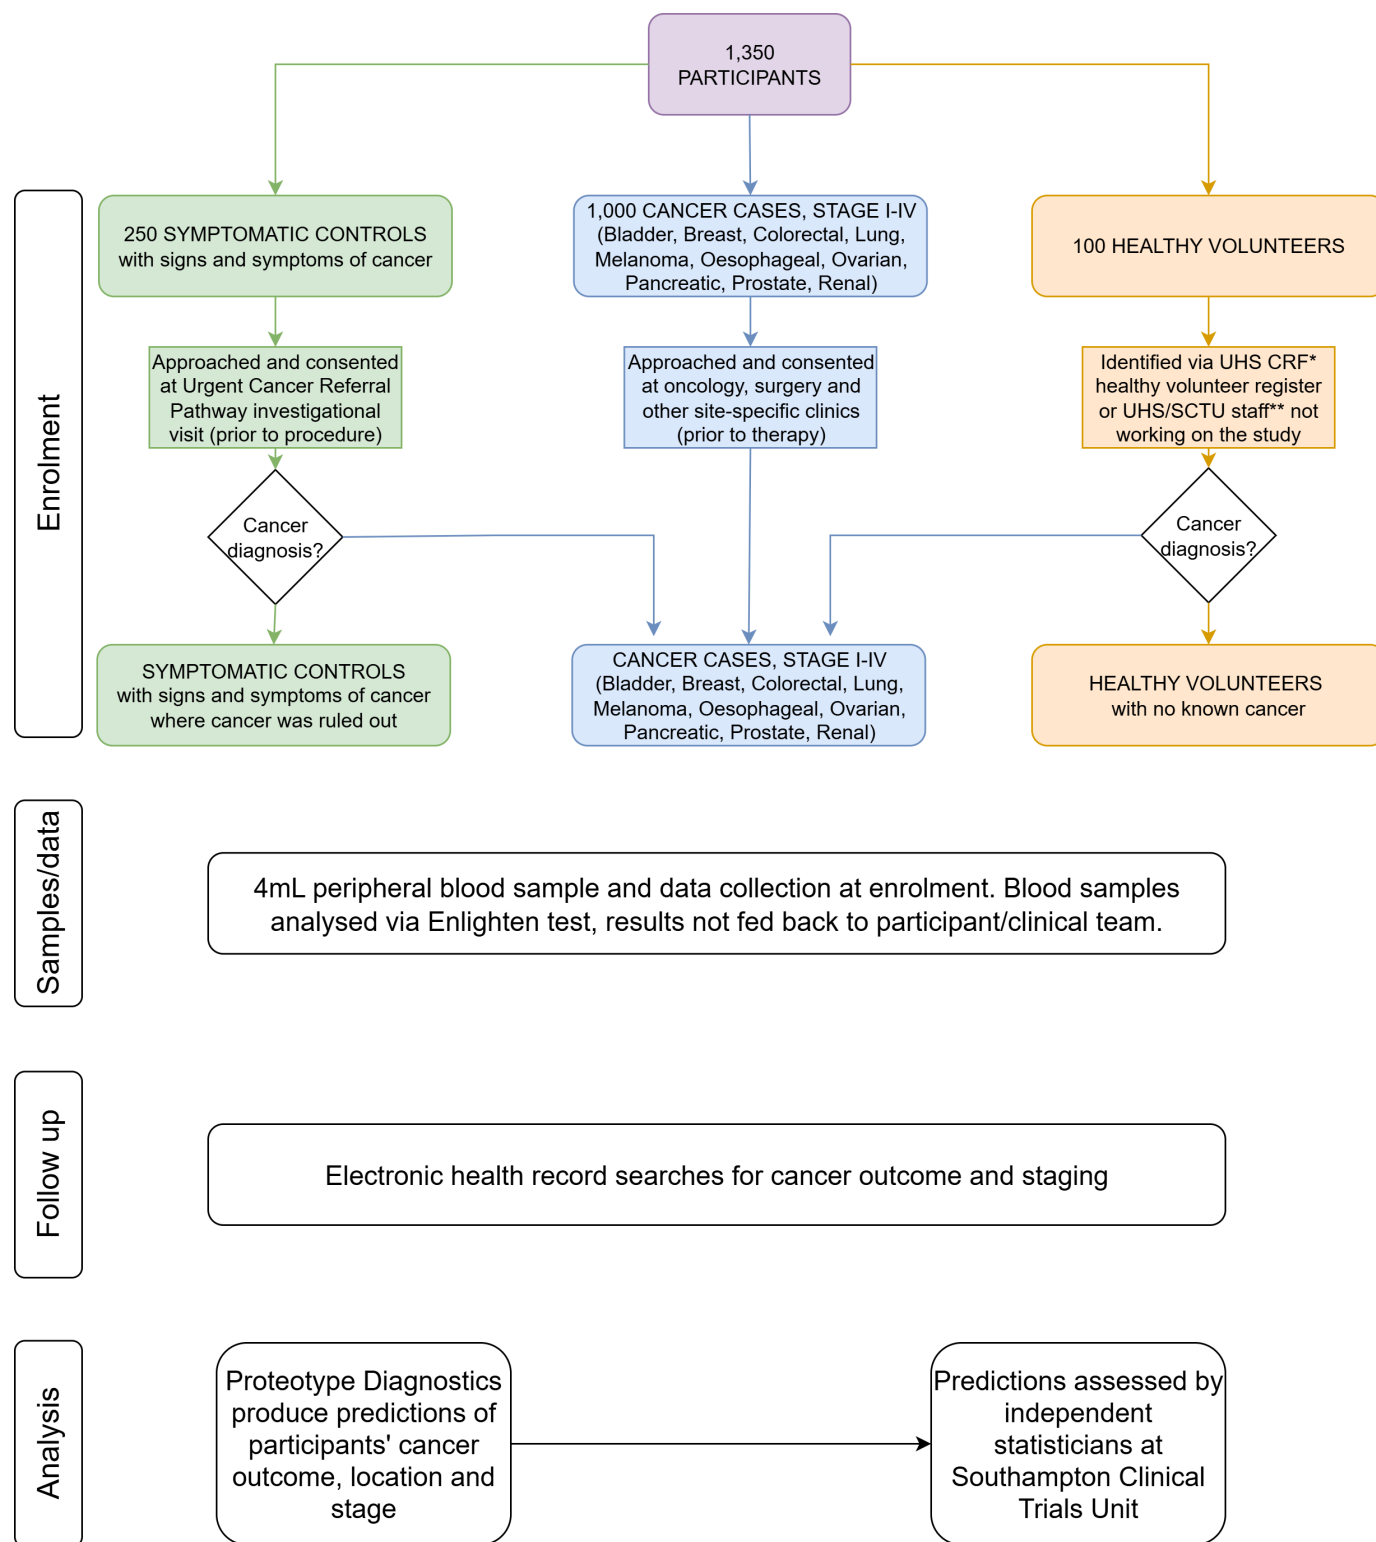 1,350
PARTICIPANTS
Enrolment
250 SYMPTOMATIC CONTROLS
with signs and symptoms of cancer
1,000 CANCER CASES, STAGE I-IV
(Bladder, Breast, Colorectal, Lung,
Melanoma, Oesophageal, Ovarian,
Pancreatic, Prostate, Renal)
100 HEALTHY VOLUNTEERS
Approached and consented
at Urgent Cancer Referral
Pathway investigational
visit (prior to procedure)
Approached and consented
at oncology, surgery and
other site-specific clinics
(prior to therapy)
Identified via UHS CRF*
healthy volunteer register
or UHS/SCTU staff** not
working on the study
Cancer
diagnosis?
Cancer
diagnosis?
SYMPTOMATIC CONTROLS
with signs and symptoms of cancer
where cancer was ruled out
CANCER CASES, STAGE I-IV
(Bladder, Breast, Colorectal, Lung,
Melanoma, Oesophageal, Ovarian,
Pancreatic, Prostate, Renal)
HEALTHY VOLUNTEERS
with no known cancer
Samples/data
4mL peripheral blood sample and data collection at enrolment. Blood samples
analysed via Enlighten test, results not fed back to participant/clinical team.
Follow up
Electronic health record searches for cancer outcome and staging
Analysis
Proteotype Diagnostics
produce predictions of
participants' cancer
outcome, location and
stage
Predictions assessed by
independent
statisticians at
Southampton Clinical
Trials Unit